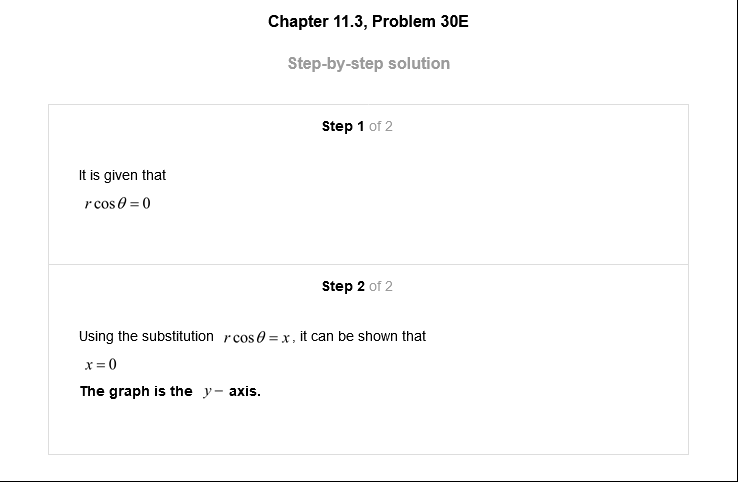 Chapter 11.3, Problem 30E
Step-by-step solution
Step 1 of 2
It is given that
r cos θ = 0
Step 2 of 2
Using the substitution r cos θ = x, it can be shown that
x = 0
The graph is the y − axis.